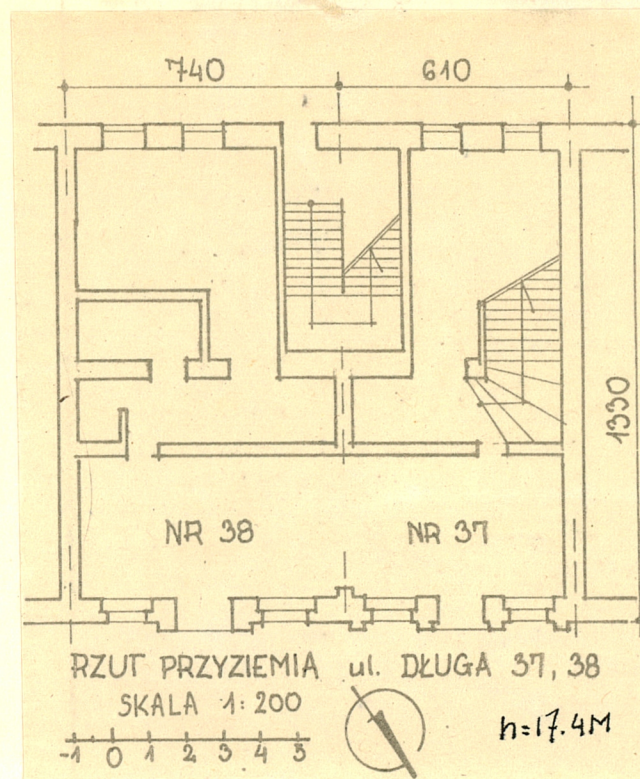 740 610
1330
NR 38 NR 37
RZUT PRZYZIEMIA ul. DŁUGA 37, 38
SKALA 1:200
h=17.4M
-1 0 1 2 3 4 5